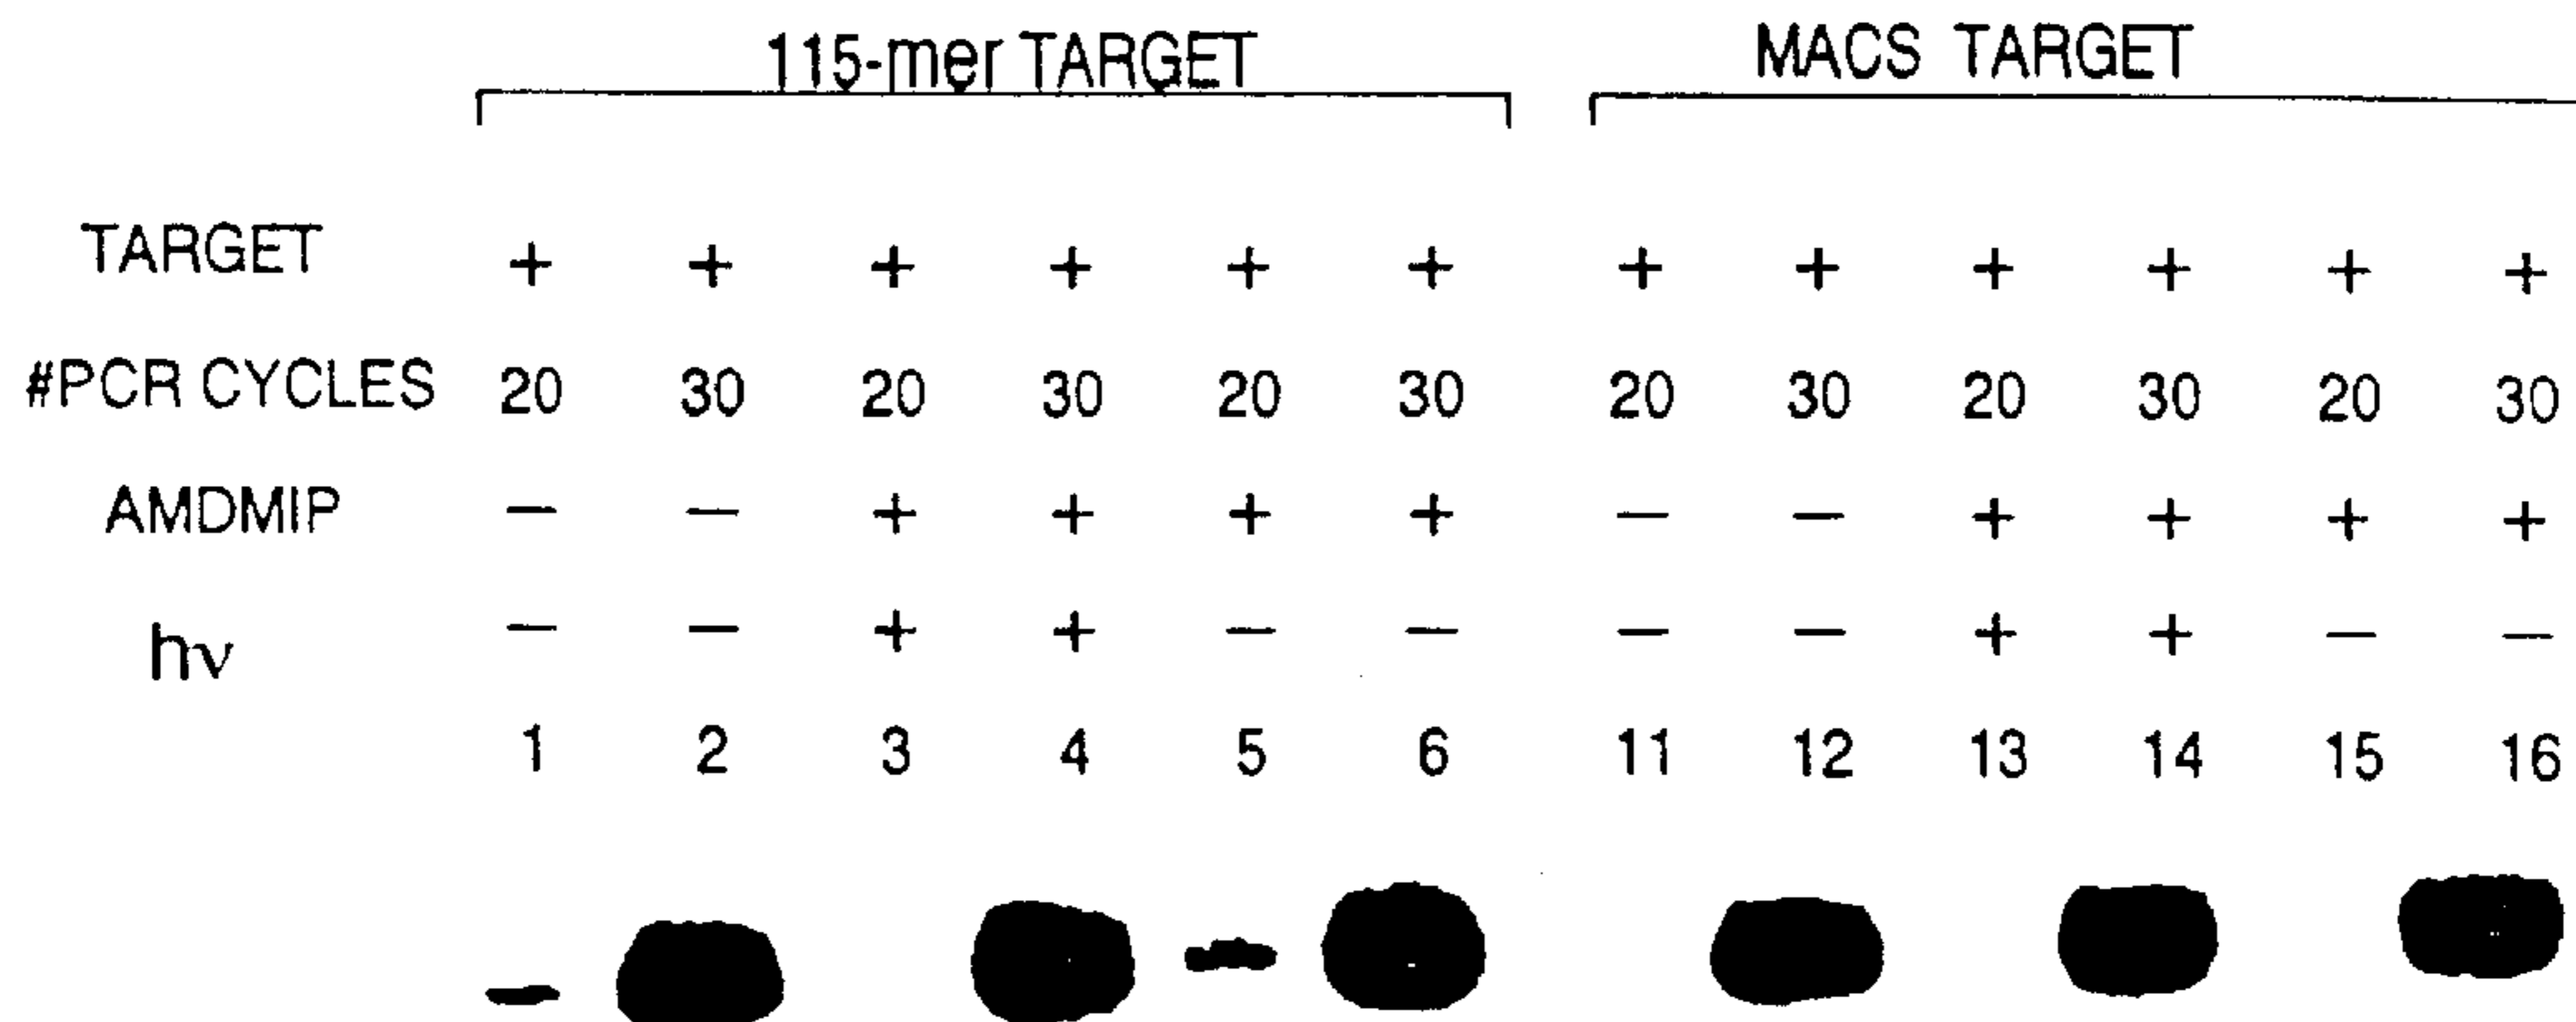 115-mer TARGET MACS TARGET
TARGET + + + + + + + + + + + +
#PCR CYCLES 20 30 20 30 20 30 20 30 20 30 20 30
AMDMIP — — + + + + — — + + + +
hν — — + + — — — — + + — —
1 2 3 4 5 6 11 12 13 14 15 16